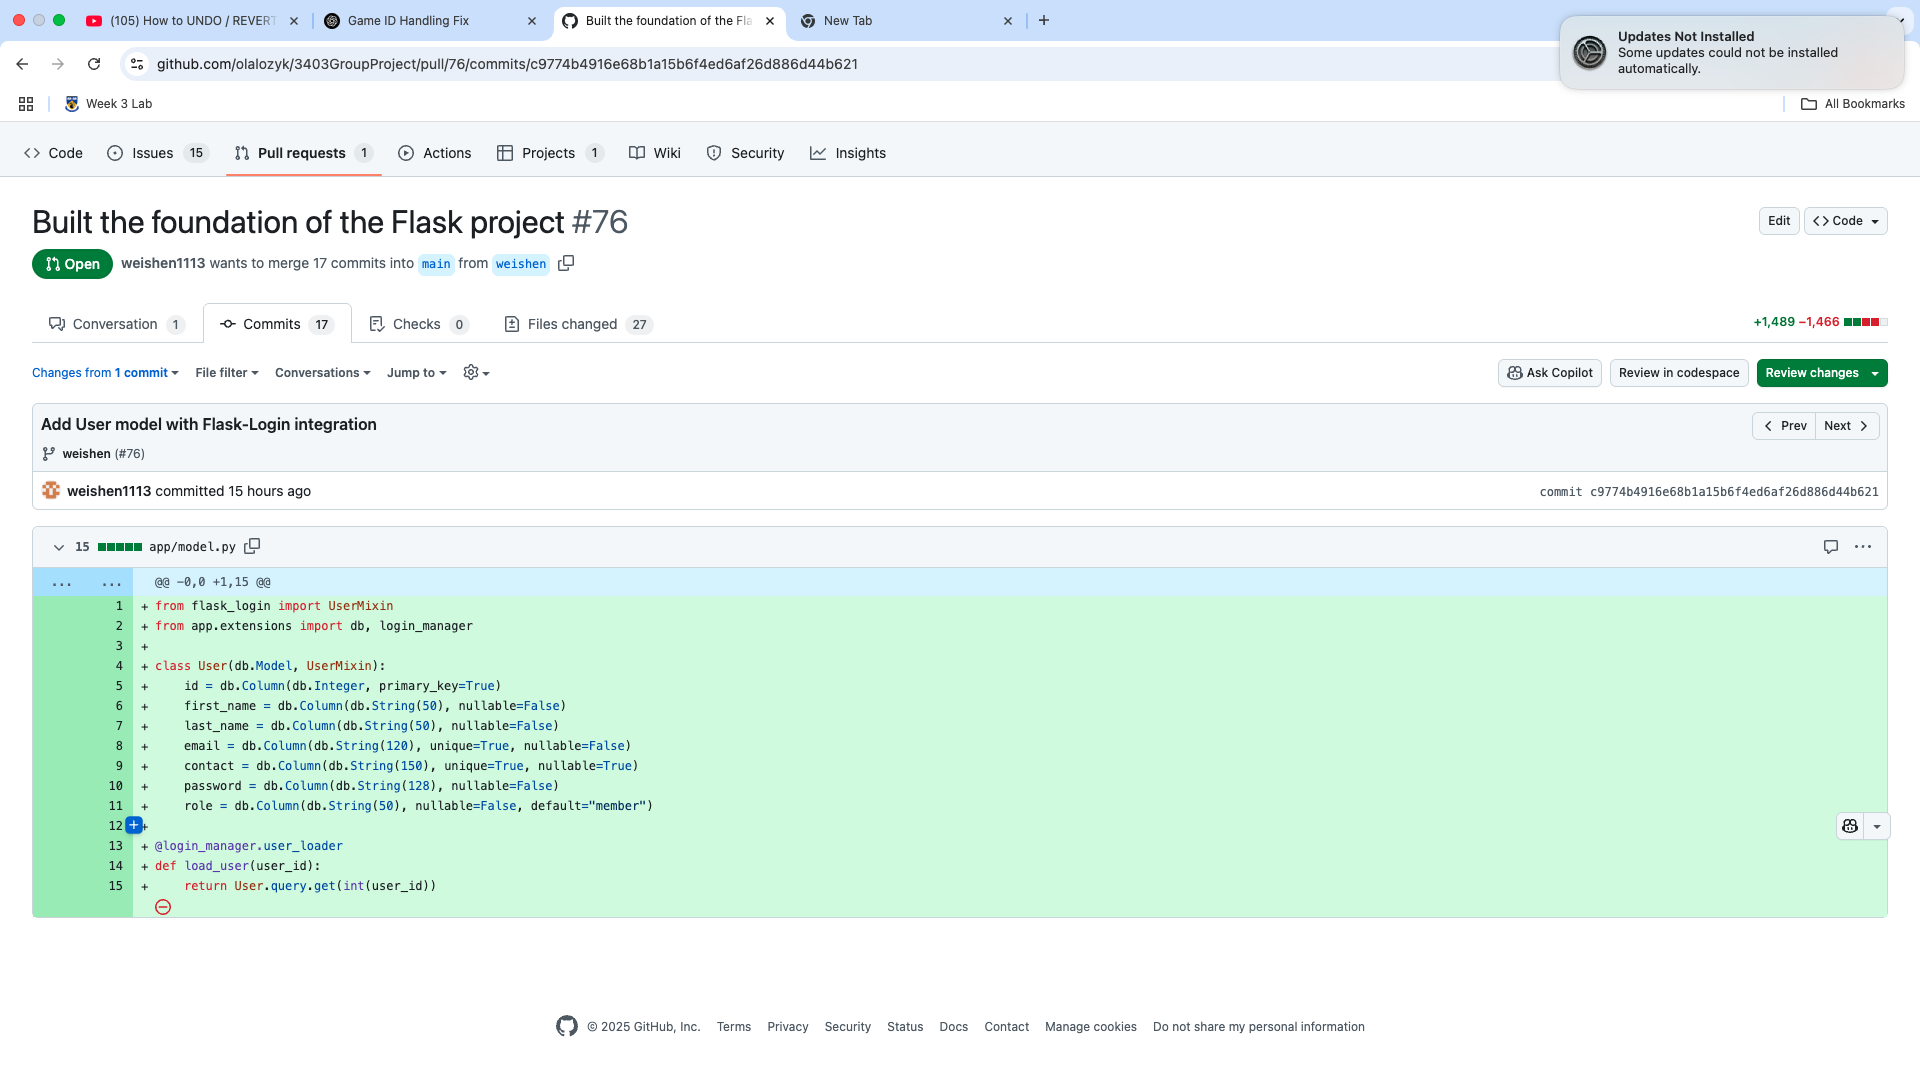 (105) How to UNDO / REVERT
Game ID Handling Fix
Built the foundation of the Fla
New Tab
Updates Not Installed
Some updates could not be installed
automatically.
github.com/olalozyk/3403GroupProject/pull/76/commits/c9774b4916e68b1a15b6f4ed6af26d886d44b621
Week 3 Lab
All Bookmarks
Code
Issues 15
Pull requests 1
Actions
Projects 1
Wiki
Security
Insights
Built the foundation of the Flask project #76
Edit
Code
Open
weishen1113 wants to merge 17 commits into main from weishen
Conversation 1
Commits 17
Checks 0
Files changed 27
+1,489 −1,466
Changes from 1 commit
File filter
Conversations
Jump to
Ask Copilot
Review in codespace
Review changes
Add User model with Flask-Login integration
Prev
Next
weishen (#76)
weishen1113 committed 15 hours ago
commit c9774b4916e68b1a15b6f4ed6af26d886d44b621
15 app/model.py
... ... @@ -0,0 +1,15 @@
1 + from flask_login import UserMixin
2 + from app.extensions import db, login_manager
3 +
4 + class User(db.Model, UserMixin):
5 + id = db.Column(db.Integer, primary_key=True)
6 + first_name = db.Column(db.String(50), nullable=False)
7 + last_name = db.Column(db.String(50), nullable=False)
8 + email = db.Column(db.String(120), unique=True, nullable=False)
9 + contact = db.Column(db.String(150), unique=True, nullable=True)
10 + password = db.Column(db.String(128), nullable=False)
11 + role = db.Column(db.String(50), nullable=False, default="member")
12 +
13 + @login_manager.user_loader
14 + def load_user(user_id):
15 + return User.query.get(int(user_id))
© 2025 GitHub, Inc.
Terms
Privacy
Security
Status
Docs
Contact
Manage cookies
Do not share my personal information